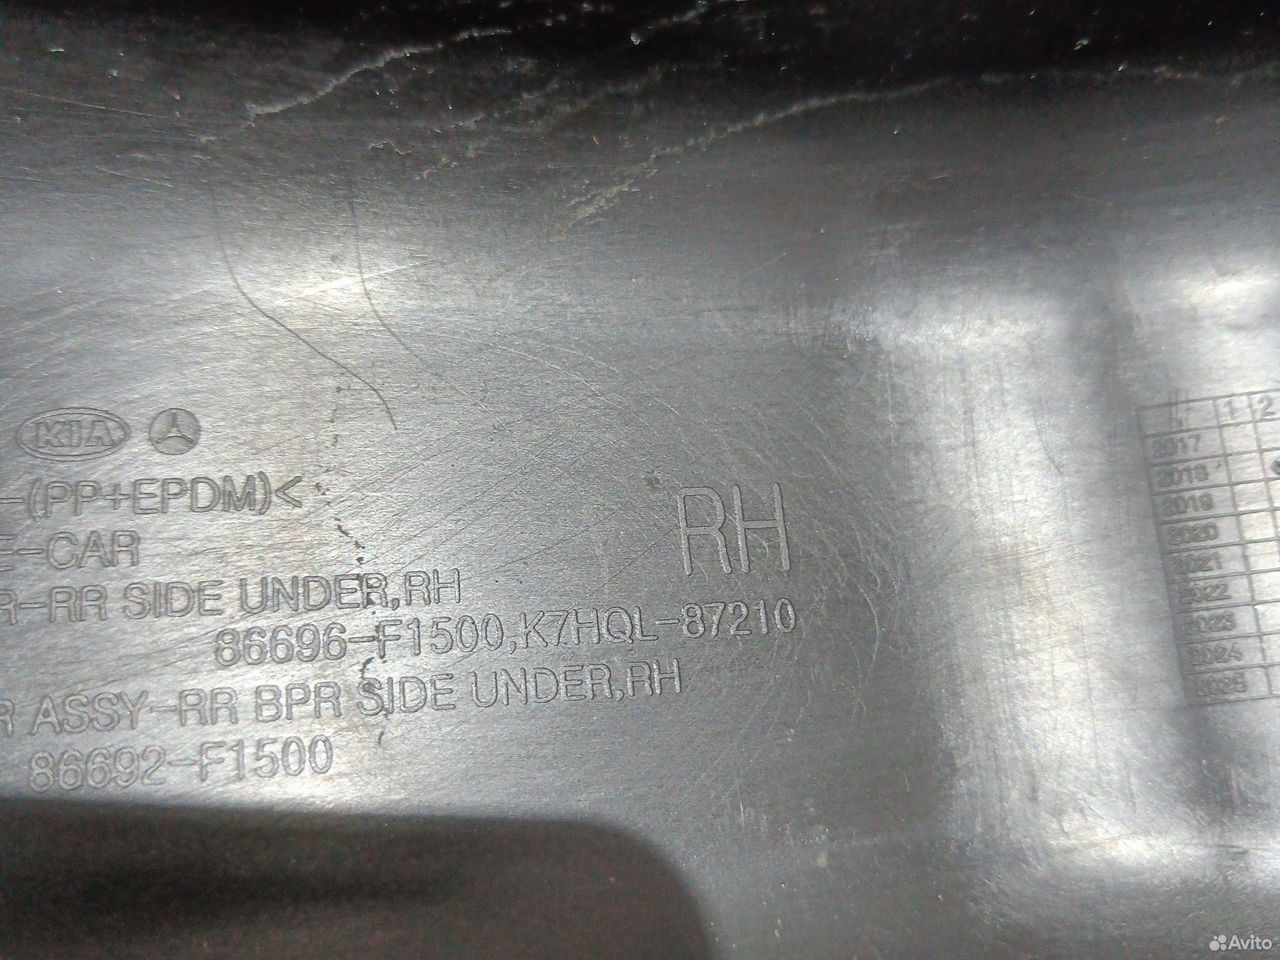 KIA
-(PP+EPDM)<
E-CAR
R-RR SIDE UNDER,RH
86696-F1500,K7HQL-87210
R ASSY-RR BPR SIDE UNDER,RH
86692-F1500
RH
1 2
2017
2018
2019
2020
2021
2022
2023
2024
2025
Avito